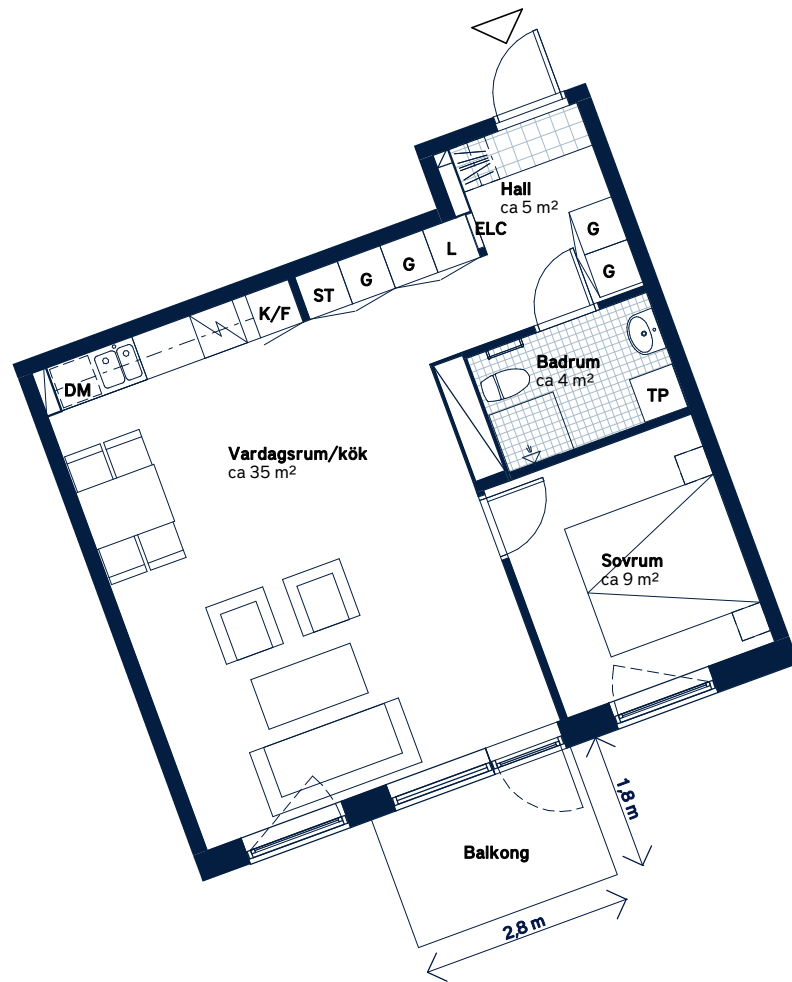 Hall
ca 5 m²
ELC
G
G
L
G
G
ST
K/F
DM
Badrum
ca 4 m²
TP
Vardagsrum/kök
ca 35 m²
Sovrum
ca 9 m²
1,8 m
Balkong
2,8 m